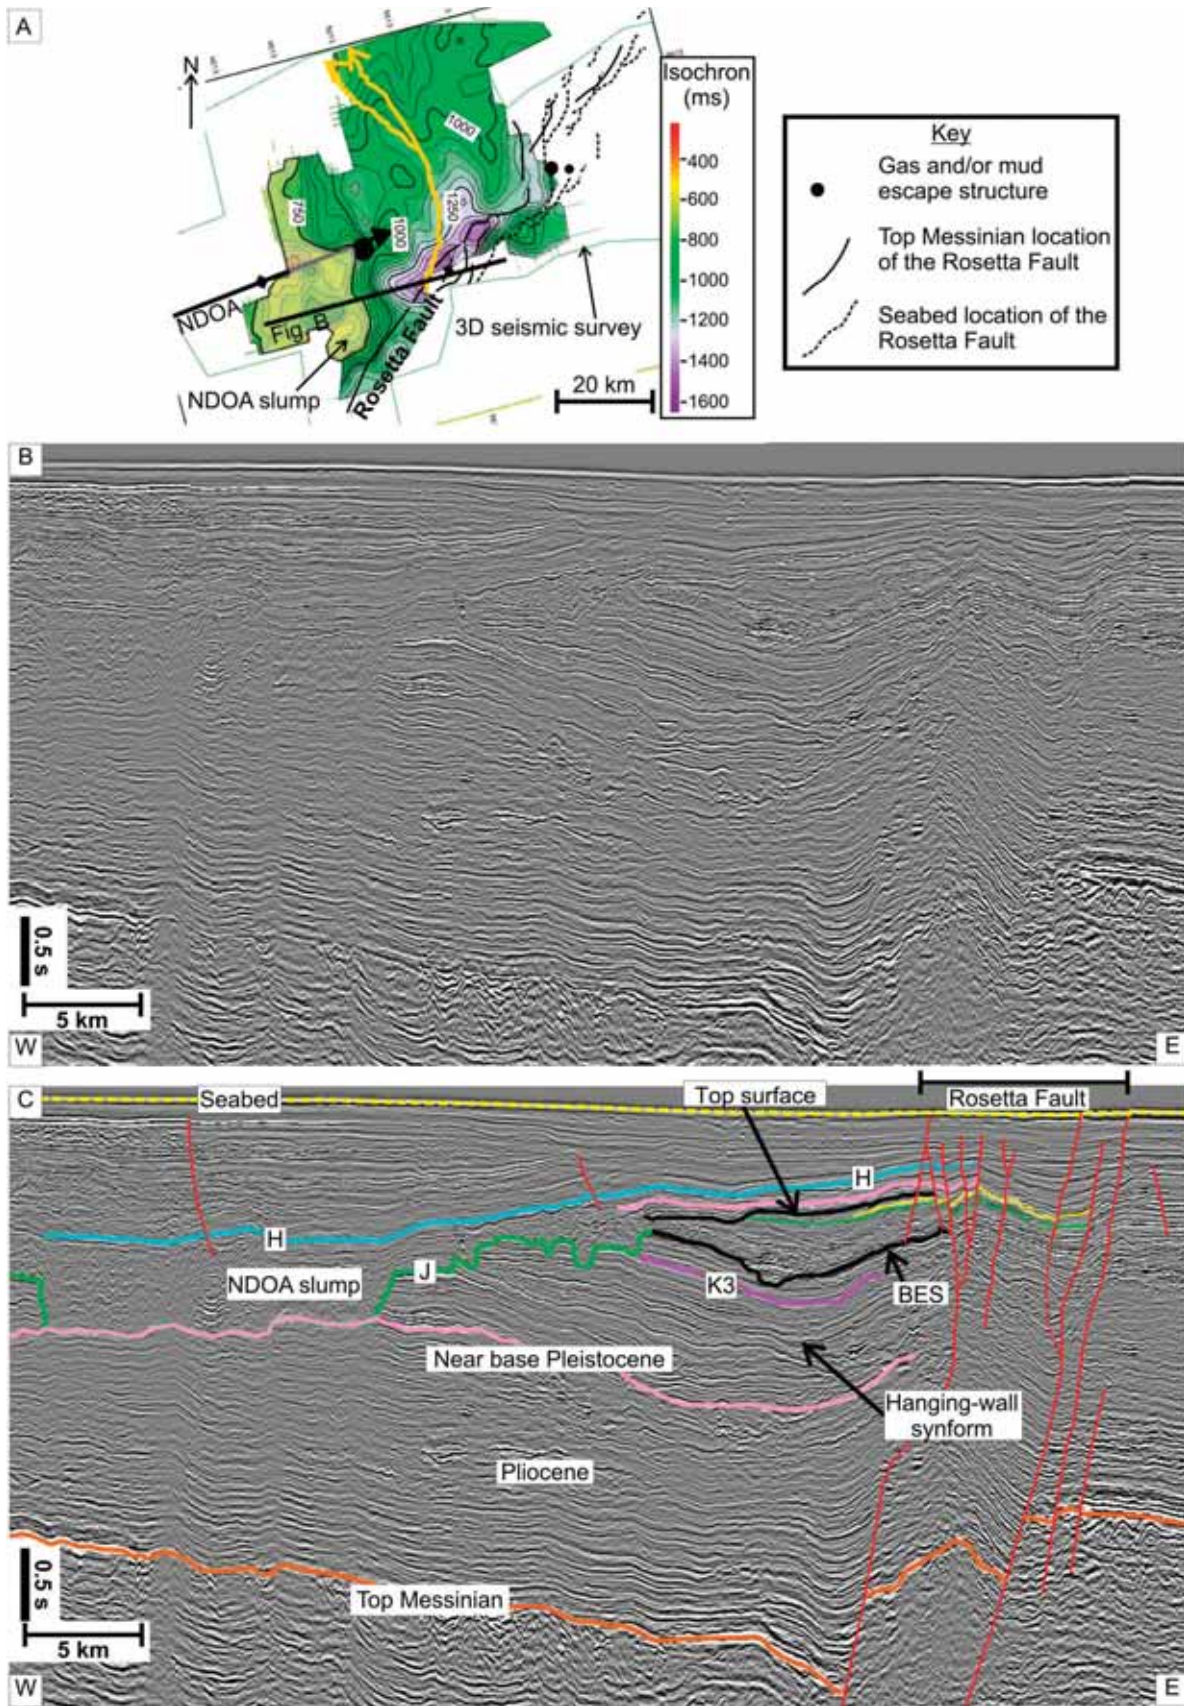 A
N
1000
750
1250
1000
NDOA
Fig. B
Rosetta Fault
NDOA slump
3D seismic survey
20 km
Isochron
(ms)
400
600
800
1000
1200
1400
1600
Key
Gas and/or mud
escape structure
Top Messinian location
of the Rosetta Fault
Seabed location of the
Rosetta Fault
B
0.5 s
5 km
W
E
C
Seabed
Top surface
Rosetta Fault
H
H
NDOA slump
J
K3
BES
Near base Pleistocene
Hanging-wall
synform
Pliocene
Top Messinian
0.5 s
5 km
W
E